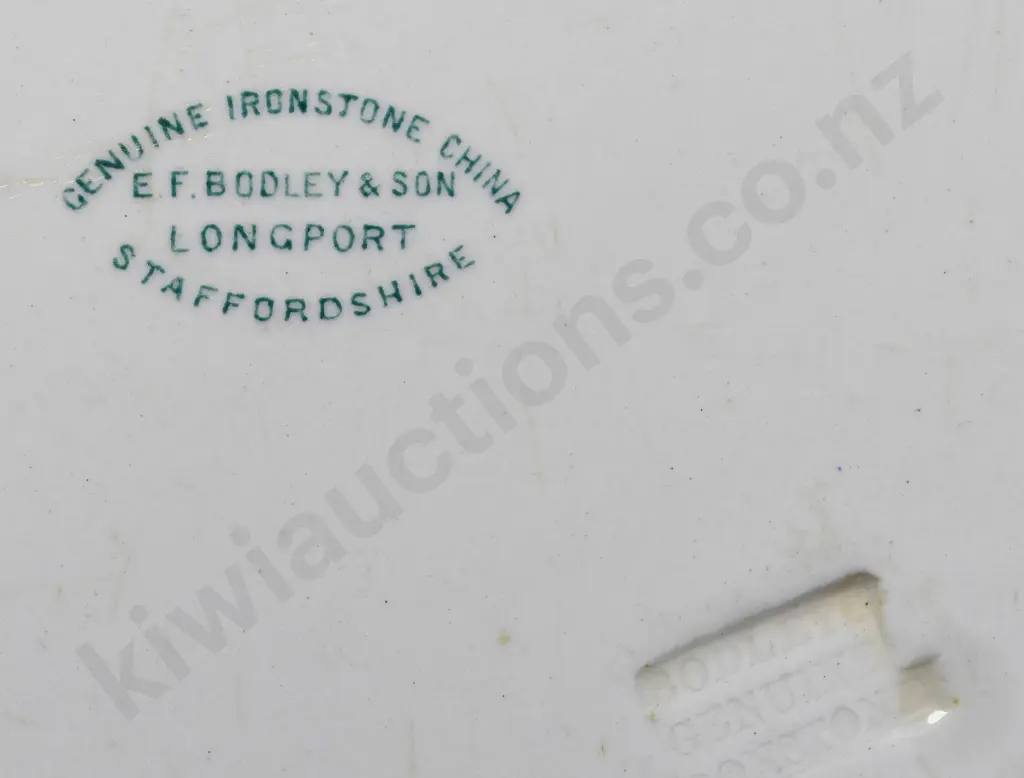 GENUINE IRONSTONE CHINA
E. F. BODLEY & SON
LONGPORT
STAFFORDSHIRE
kiwiauctions.co.nz